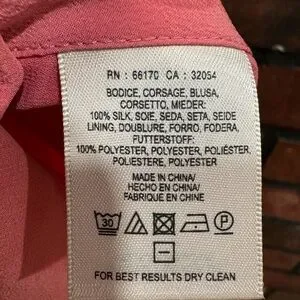 RN : 66170 CA : 32054
BODICE, CORSAGE, BLUSA,
CORSETTO, MIEDER:
100% SILK, SOIE, SEDA, SETA, SEIDE
LINING, DOUBLURE, FORRO, FODERA,
FUTTERSTOFF:
100% POLYESTER, POLYESTER, POLIÉSTER,
POLIESTERE, POLYESTER
MADE IN CHINA/
HECHO EN CHINA/
FABRIQUE EN CHINE
30 P
FOR BEST RESULTS DRY CLEAN